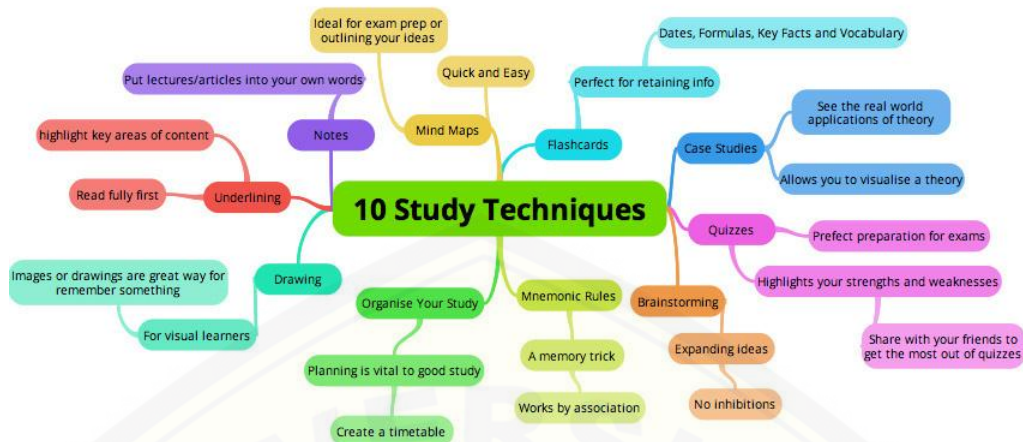 10 Study Techniques
Mind Maps
Ideal for exam prep or
outlining your ideas
Quick and Easy
Flashcards
Perfect for retaining info
Dates, Formulas, Key Facts and Vocabulary
Case Studies
See the real world
applications of theory
Allows you to visualise a theory
Quizzes
Prefect preparation for exams
Highlights your strengths and weaknesses
Share with your friends to
get the most out of quizzes
Brainstorming
Expanding ideas
No inhibitions
Mnemonic Rules
A memory trick
Works by association
Organise Your Study
Planning is vital to good study
Create a timetable
Drawing
For visual learners
Images or drawings are great way for
remember something
Underlining
highlight key areas of content
Read fully first
Notes
Put lectures/articles into your own words